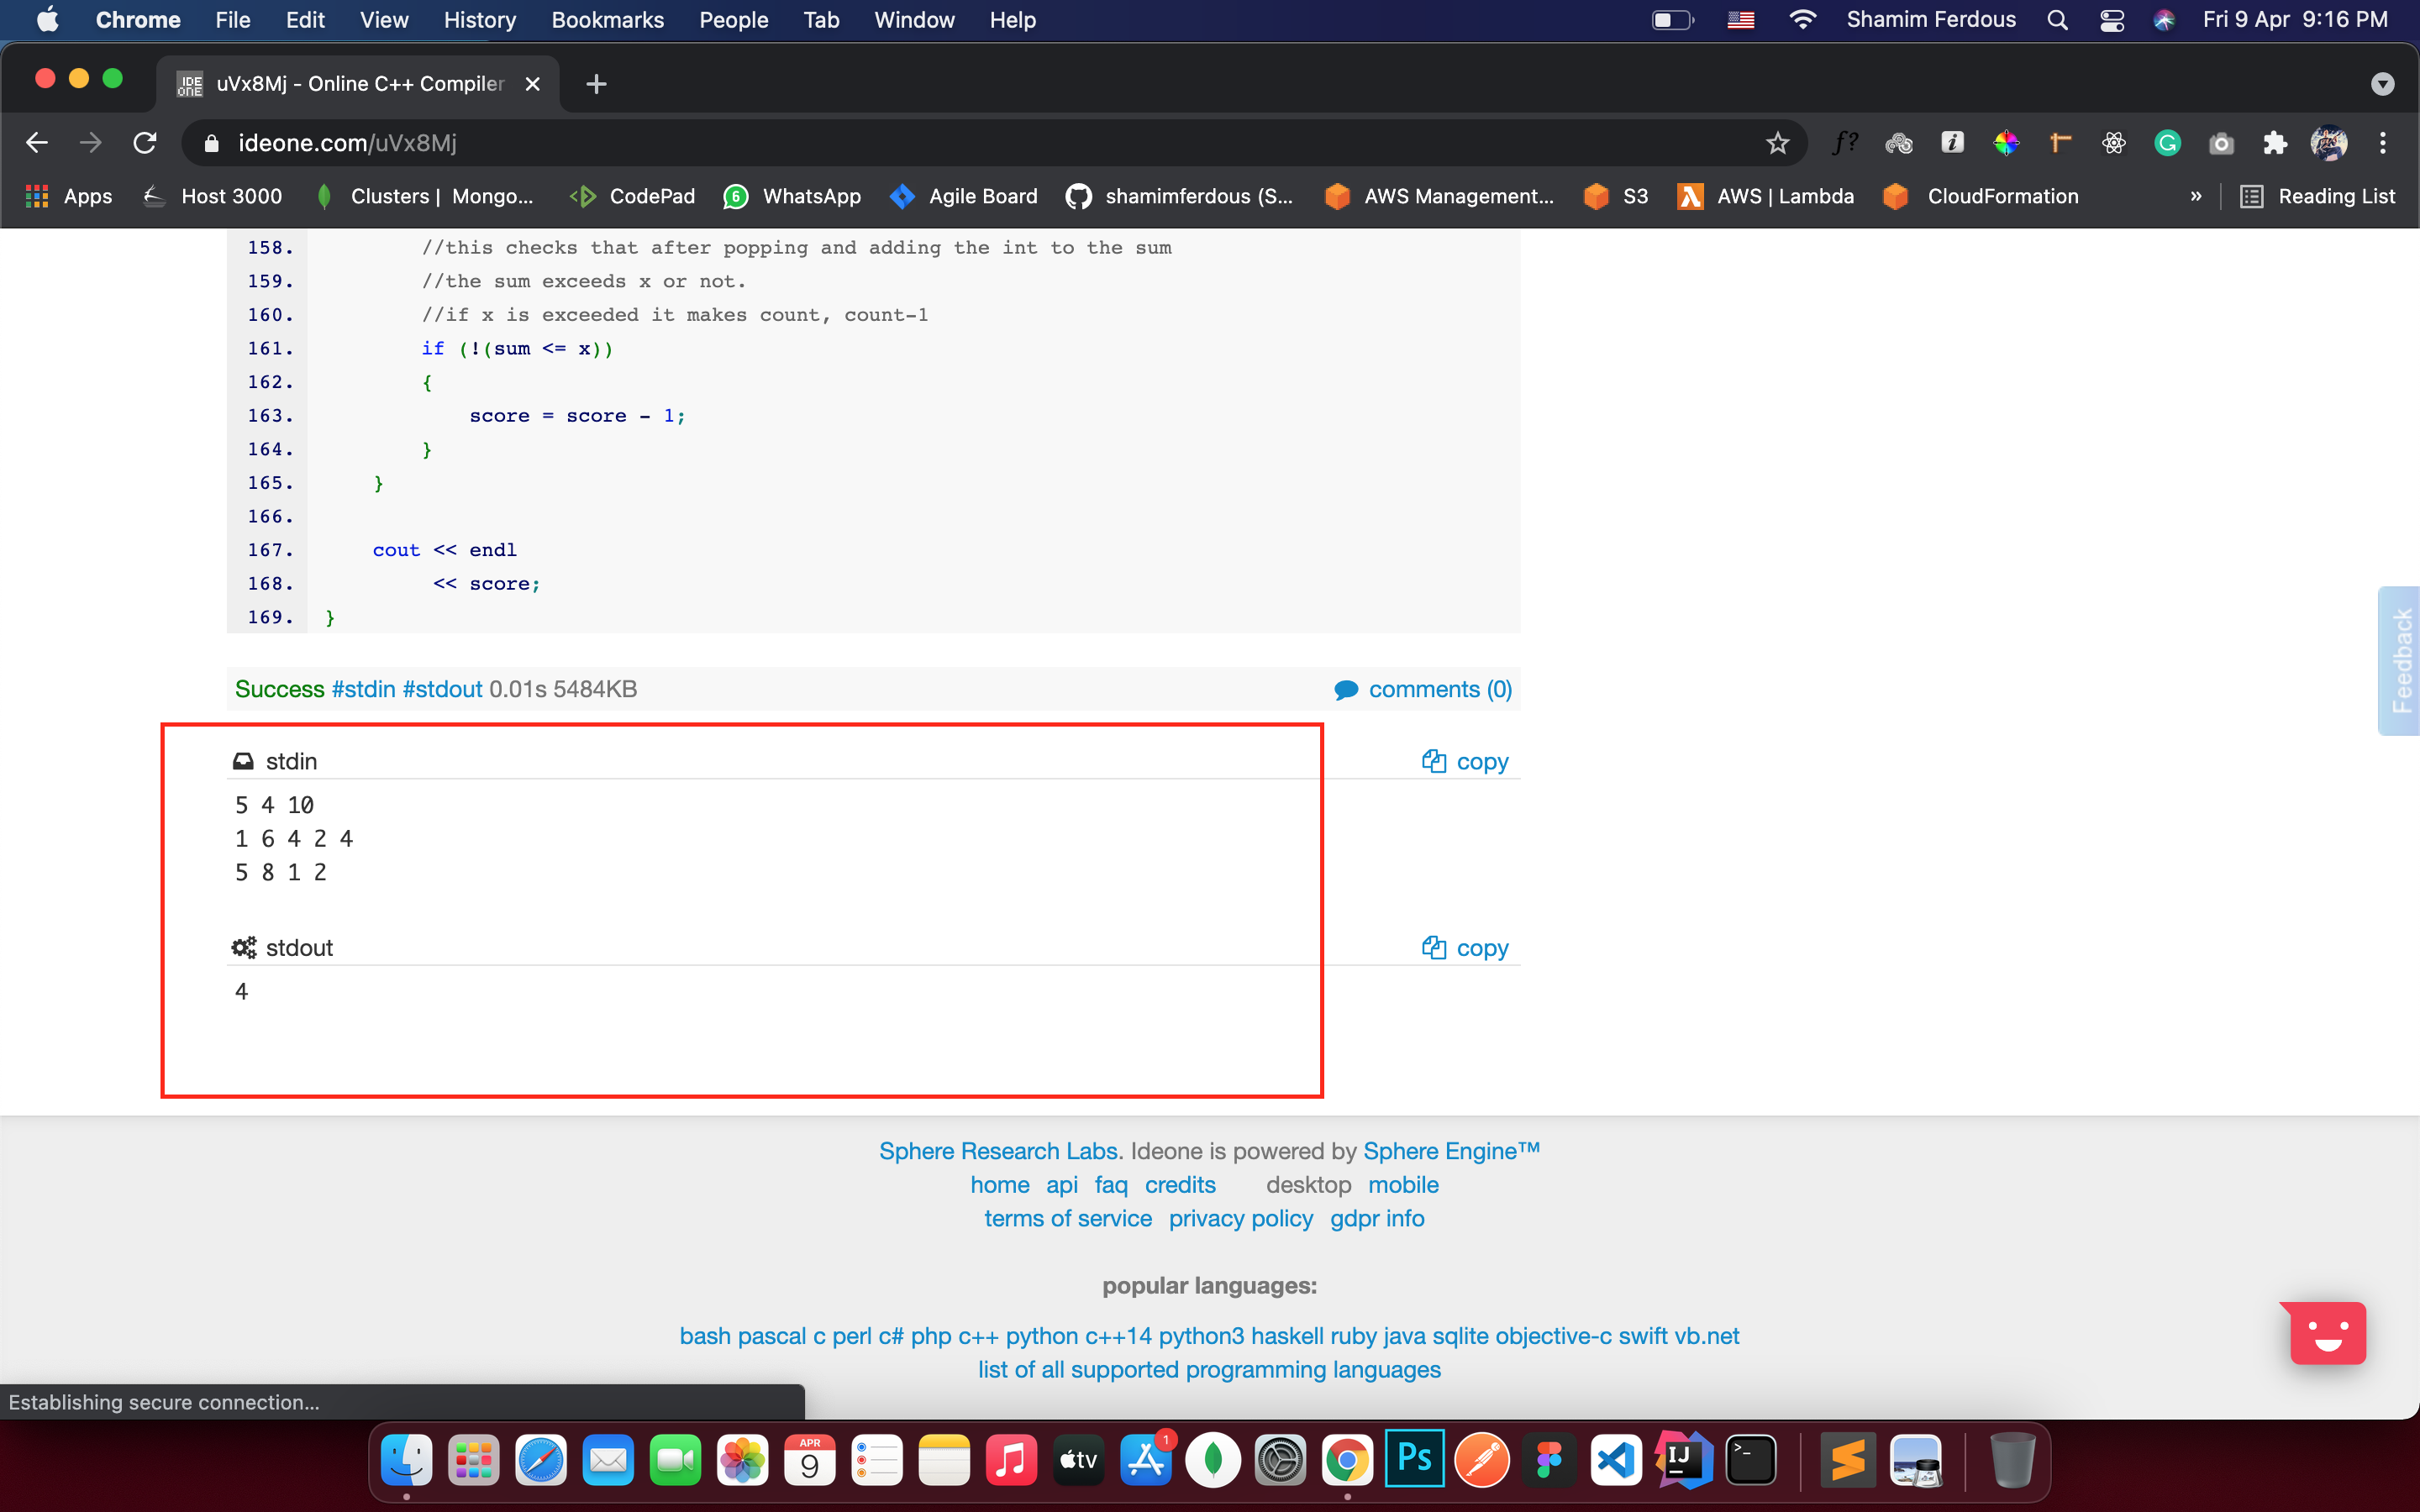 Chrome File Edit View History Bookmarks People Tab Window Help Shamim Ferdous Fri 9 Apr 9:16 PM
IDE ONE uVx8Mj - Online C++ Compiler
ideone.com/uVx8Mj
Apps Host 3000 Clusters | Mongo... CodePad 6 WhatsApp Agile Board shamimferdous (S... AWS Management... S3 AWS | Lambda CloudFormation » Reading List
158. //this checks that after popping and adding the int to the sum
159. //the sum exceeds x or not.
160. //if x is exceeded it makes count, count-1
161. if (!(sum <= x))
162. {
163. score = score - 1;
164. }
165. }
166.
167. cout << endl
168. << score;
169. }
Success #stdin #stdout 0.01s 5484KB comments (0)
Feedback
stdin copy
5 4 10
1 6 4 2 4
5 8 1 2
stdout copy
4
Sphere Research Labs. Ideone is powered by Sphere Engine™
home api faq credits desktop mobile
terms of service privacy policy gdpr info
popular languages:
bash pascal c perl c# php c++ python c++14 python3 haskell ruby java sqlite objective-c swift vb.net
list of all supported programming languages
Establishing secure connection...
APR 9 tv 1 Ps IJ >_